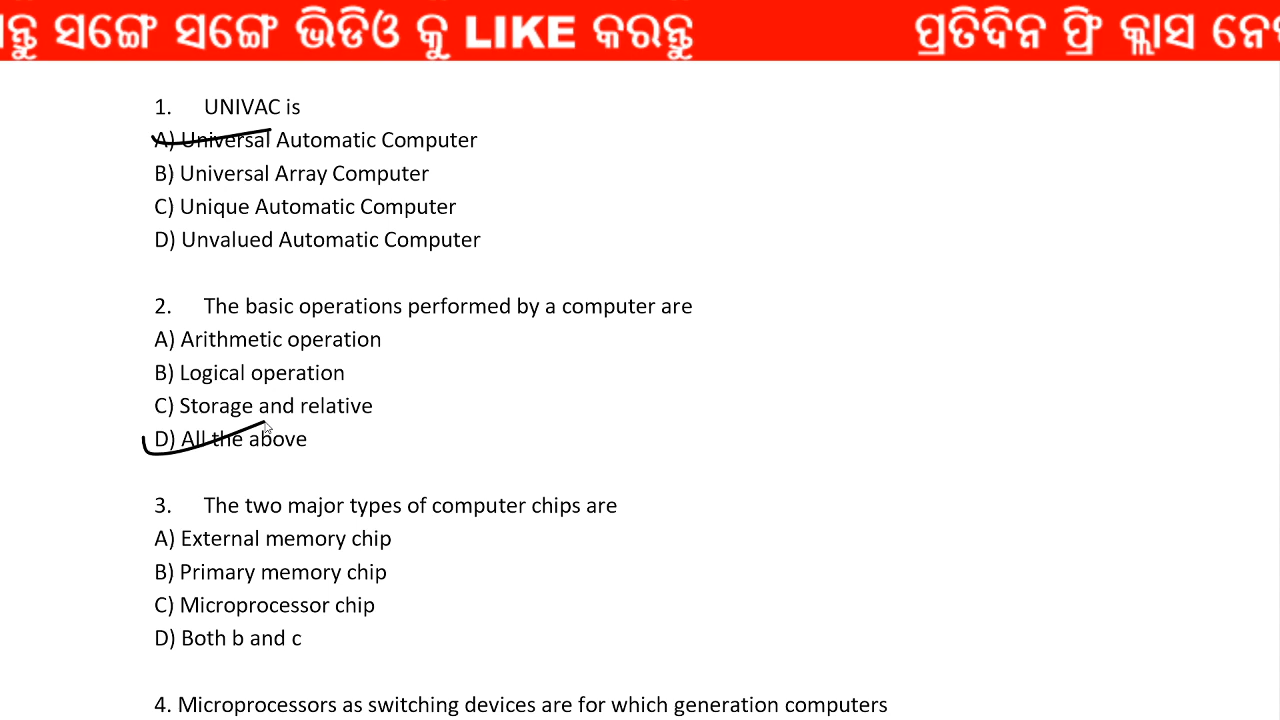 ସଙ୍ଗେ ସଙ୍ଗେ ଭିଡିଓ କୁ LIKE କରନ୍ତୁ ପ୍ରତିଦିନ ଫ୍ରି କ୍ଲାସ
1. UNIVAC is
A) Universal Automatic Computer
B) Universal Array Computer
C) Unique Automatic Computer
D) Unvalued Automatic Computer
2. The basic operations performed by a computer are
A) Arithmetic operation
B) Logical operation
C) Storage and relative
D) All the above
3. The two major types of computer chips are
A) External memory chip
B) Primary memory chip
C) Microprocessor chip
D) Both b and c
4. Microprocessors as switching devices are for which generation computers